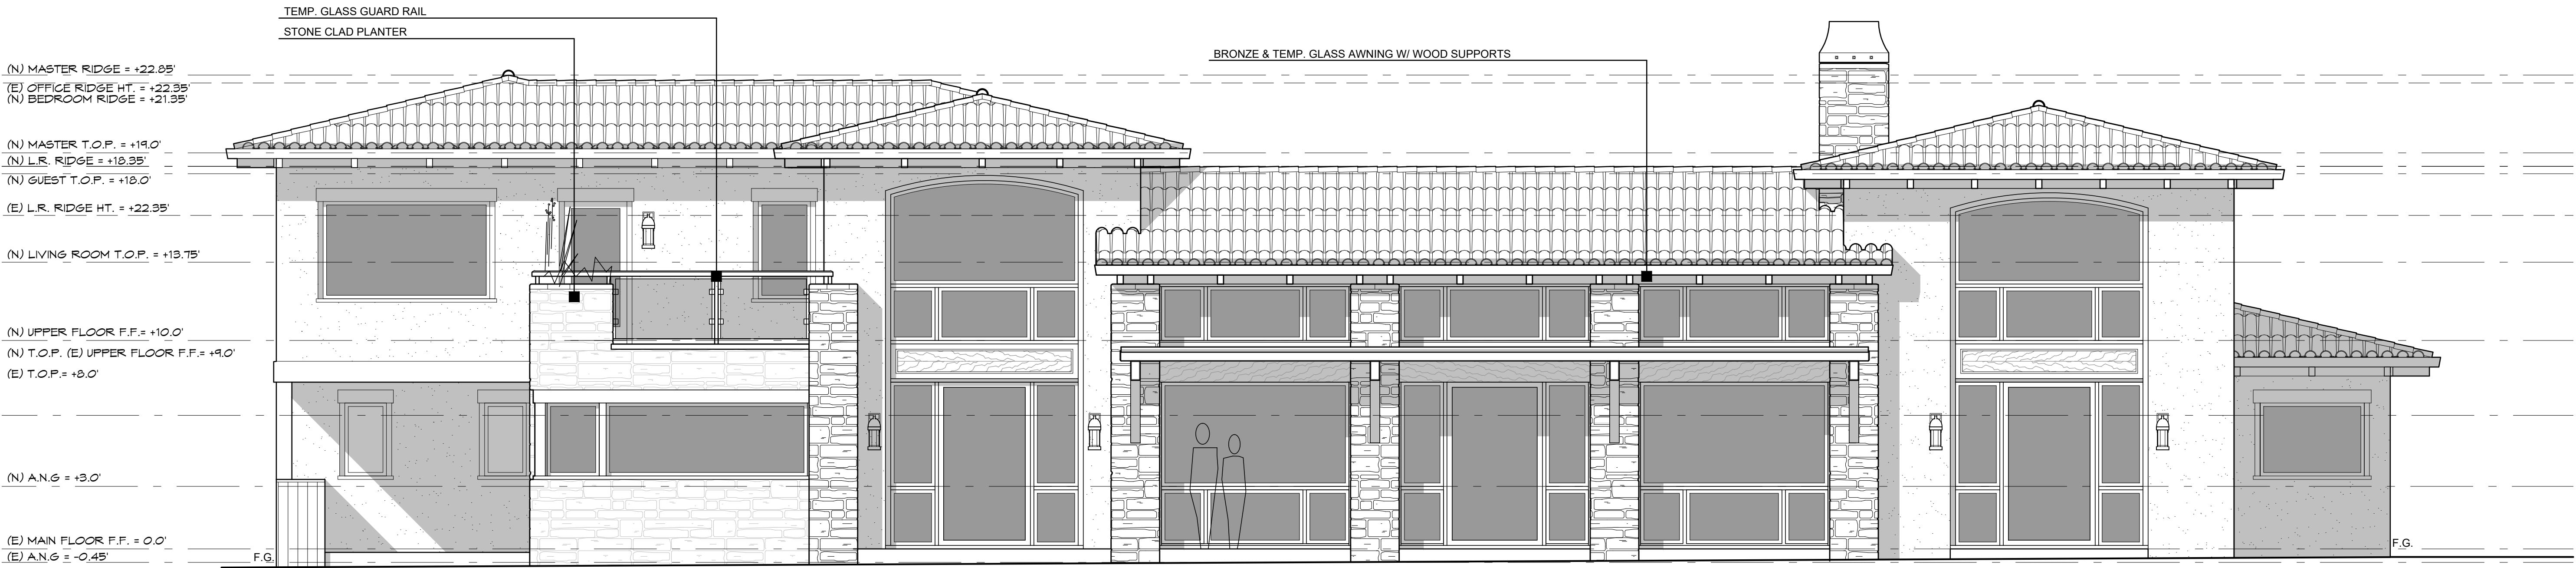 TEMP. GLASS GUARD RAIL
STONE CLAD PLANTER
BRONZE & TEMP. GLASS AWNING W/ WOOD SUPPORTS
(N) MASTER RIDGE = +22.85'
(E) OFFICE RIDGE HT. = +22.35'
(N) BEDROOM RIDGE = +21.35'
(N) MASTER T.O.P. = +19.0'
(N) L.R. RIDGE = +18.35'
(N) GUEST T.O.P. = +18.0'
(E) L.R. RIDGE HT. = +22.35'
(N) LIVING ROOM T.O.P. = +13.75'
(N) UPPER FLOOR F.F.= +10.0'
(N) T.O.P. (E) UPPER FLOOR F.F.= +9.0'
(E) T.O.P.= +8.0'
(N) A.N.G = +3.0'
(E) MAIN FLOOR F.F. = 0.0'
(E) A.N.G = -0.45'
F.G.
F.G.